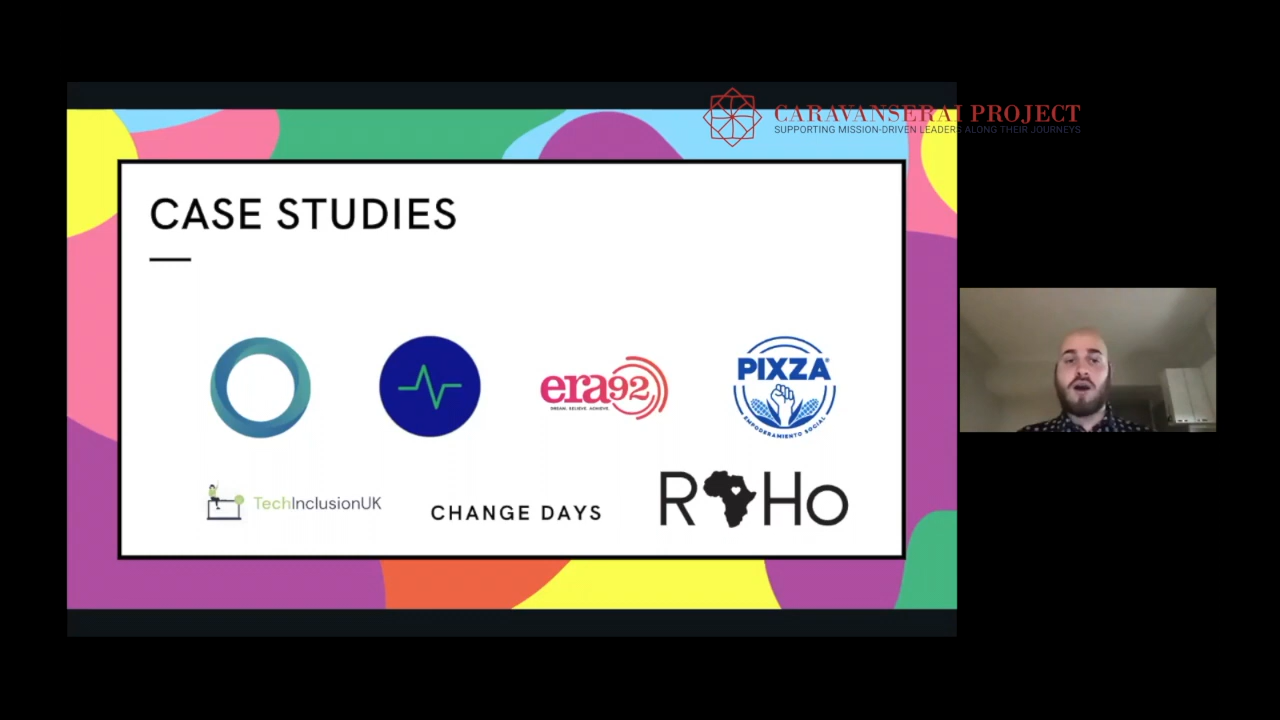 CARAVANSERAI PROJECT
SUPPORTING MISSION-DRIVEN LEADERS ALONG THEIR JOURNEYS
CASE STUDIES
era92
DREAM. BELIEVE. ACHIEVE.
PIXZA
EMPODERAMIENTO SOCIAL
TechInclusionUK
CHANGE DAYS
R Ho